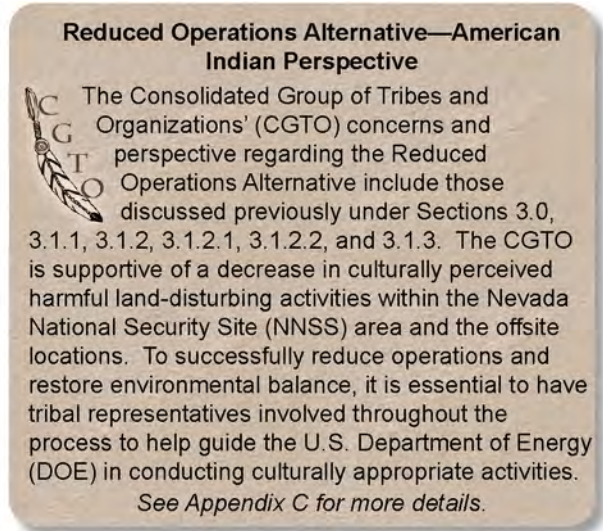 Reduced Operations Alternative—American
Indian Perspective
C
G
T
O
The Consolidated Group of Tribes and
Organizations’ (CGTO) concerns and
perspective regarding the Reduced
Operations Alternative include those
discussed previously under Sections 3.0,
3.1.1, 3.1.2, 3.1.2.1, 3.1.2.2, and 3.1.3. The CGTO
is supportive of a decrease in culturally perceived
harmful land-disturbing activities within the Nevada
National Security Site (NNSS) area and the offsite
locations. To successfully reduce operations and
restore environmental balance, it is essential to have
tribal representatives involved throughout the
process to help guide the U.S. Department of Energy
(DOE) in conducting culturally appropriate activities.
See Appendix C for more details.